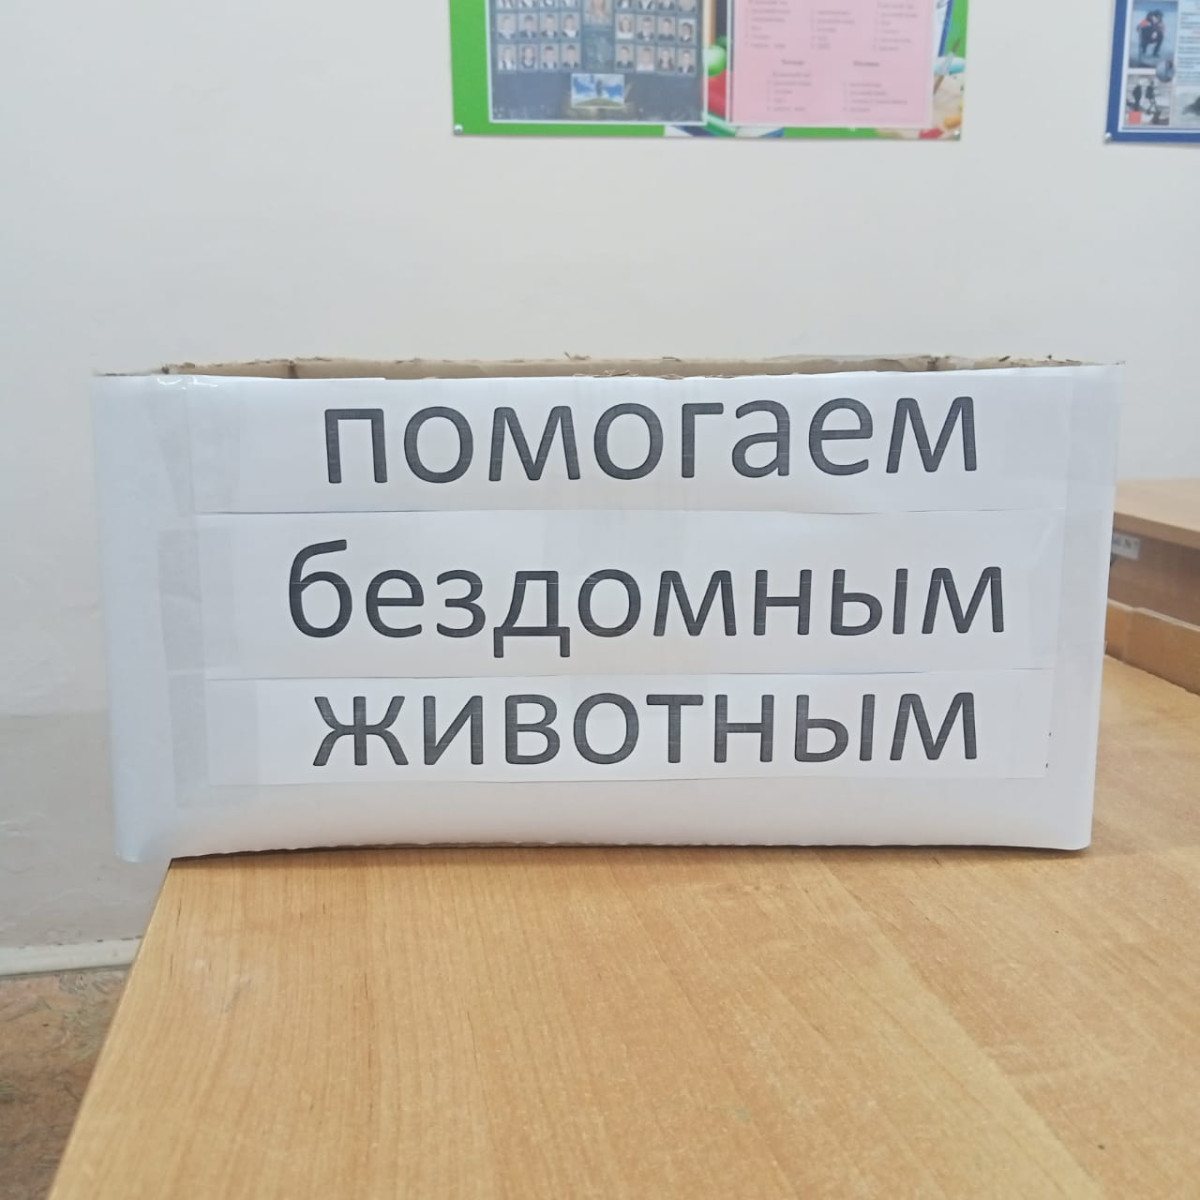 помогаем
бездомным
животным